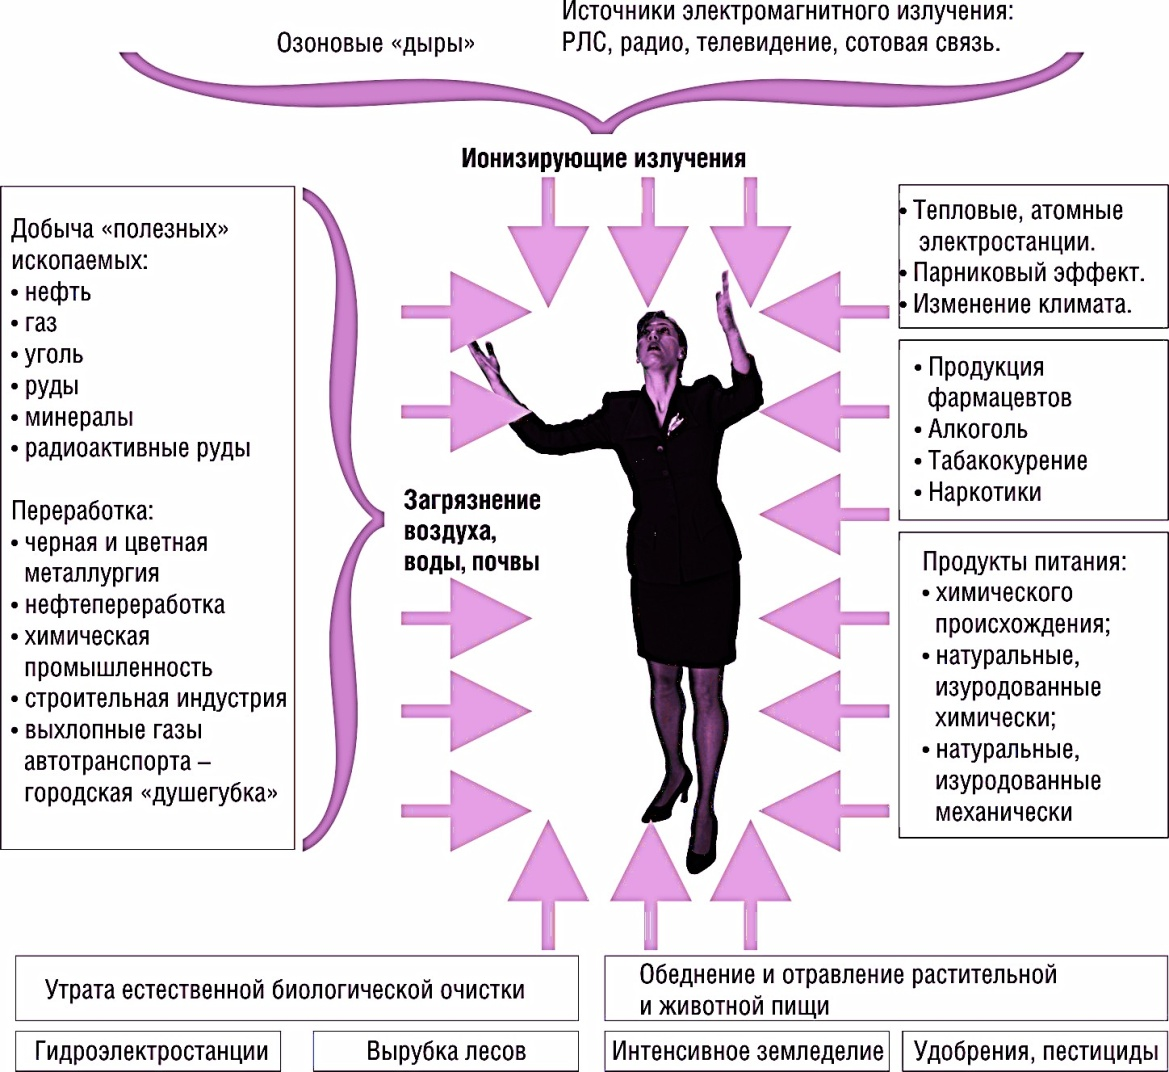 Озоновые «дыры»
Источники электромагнитного излучения:
РЛС, радио, телевидение, сотовая связь.
Ионизирующие излучения
Добыча «полезных»
ископаемых:
• нефть
• газ
• уголь
• руды
• минералы
• радиоактивные руды
Переработка:
• черная и цветная
металлургия
• нефтепереработка
• химическая
промышленность
• строительная индустрия
• выхлопные газы
автотранспорта –
городская «душегубка»
Загрязнение
воздуха,
воды, почвы
• Тепловые, атомные
электростанции.
• Парниковый эффект.
• Изменение климата.
• Продукция
фармацевтов
• Алкоголь
• Табакокурение
• Наркотики
Продукты питания:
• химического
происхождения;
• натуральные,
изуродованные
химически;
• натуральные,
изуродованные
механически
Утрата естественной биологической очистки
Обеднение и отравление растительной
и животной пищи
Гидроэлектростанции
Вырубка лесов
Интенсивное земледелие
Удобрения, пестициды